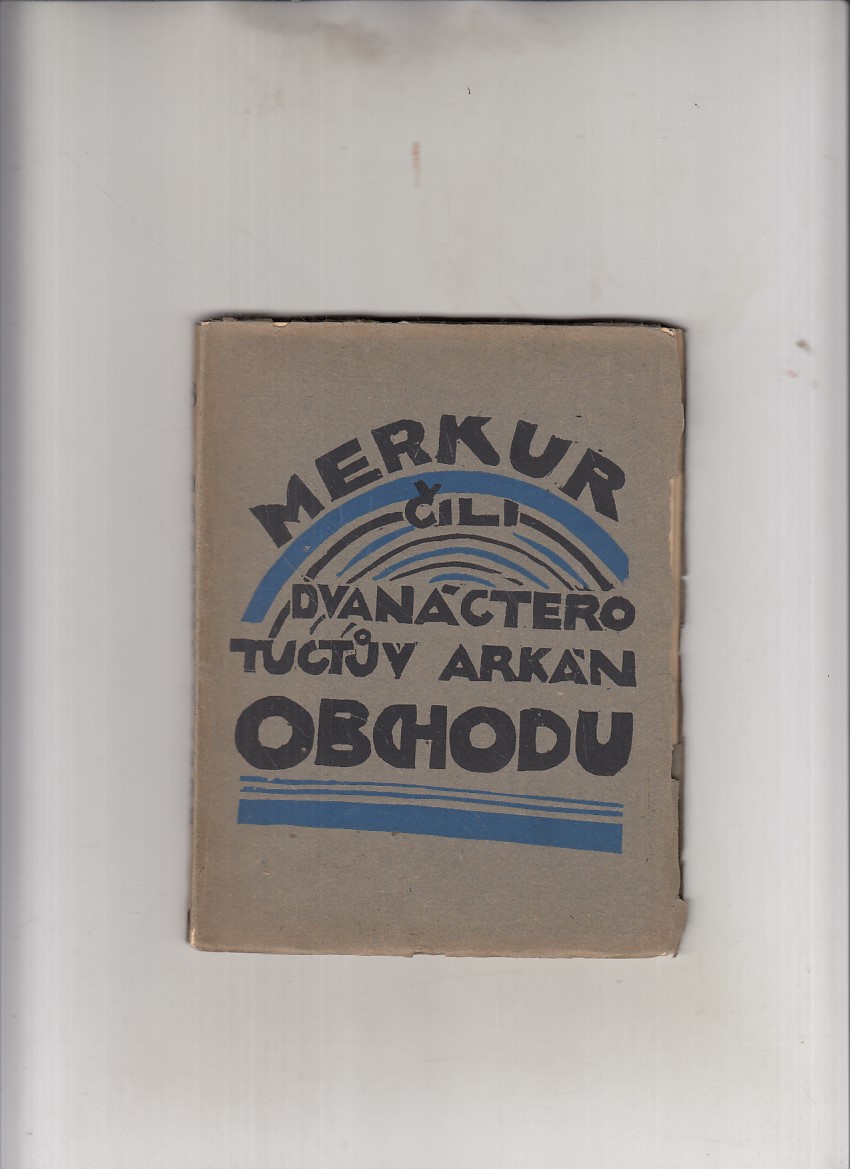 MERKUR
ČILI
DVANÁCTERO
TUCTŮV ARKÁN
OBCHODU